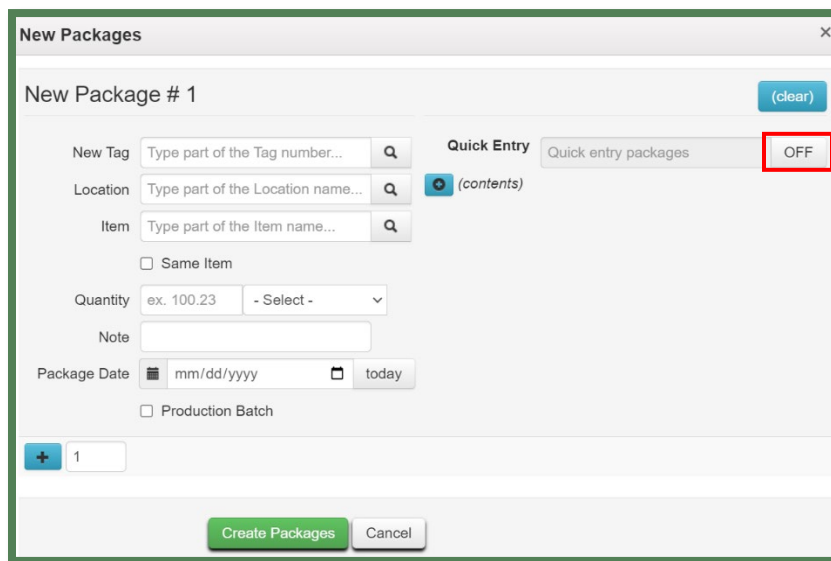 New Packages ×
New Package # 1 (clear)
New Tag Type part of the Tag number... Quick Entry Quick entry packages OFF
Location Type part of the Location name... (contents)
Item Type part of the Item name...
Same Item
Quantity ex. 100.23 - Select -
Note
Package Date mm/dd/yyyy today
Production Batch
+ 1
Create Packages Cancel